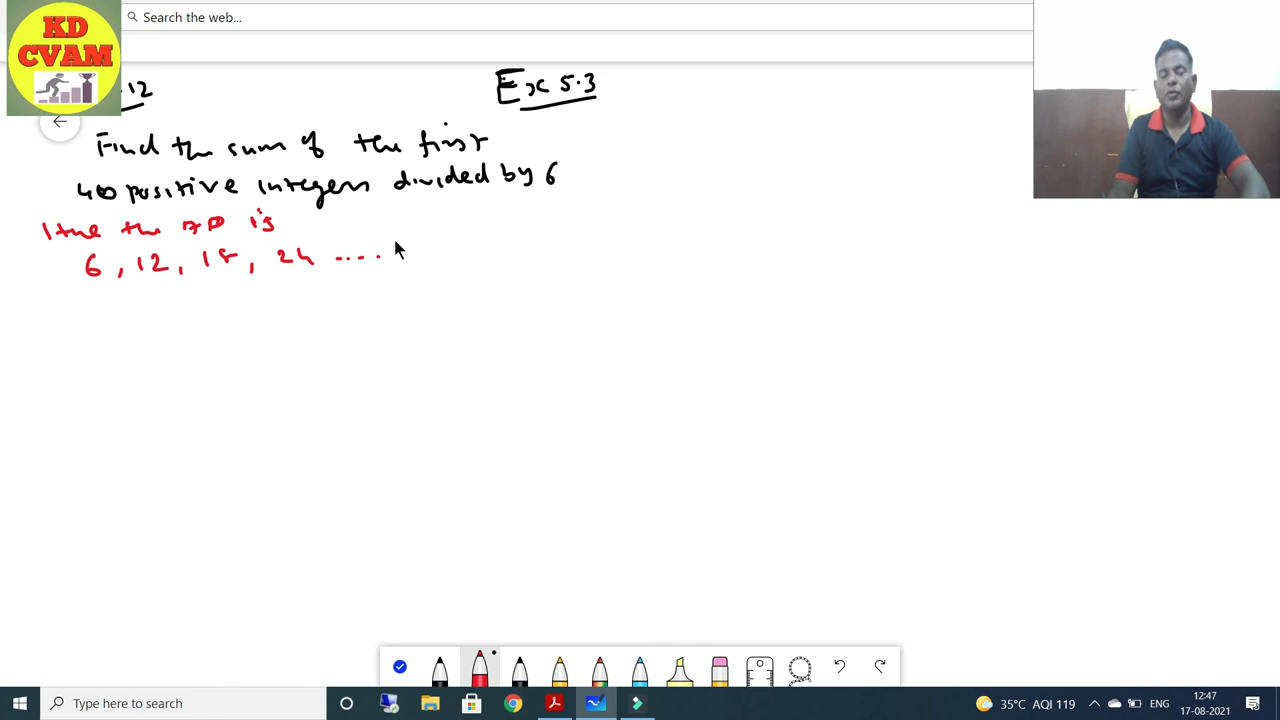 Search the web...
KD
CVAM
.12
Ex 5.3
Find the sum of the first
40 positive integers divided by 6
the AP is
6, 12, 18, 24 .....
Type here to search
35°C AQI 119
ENG
12:47
17-08-2021